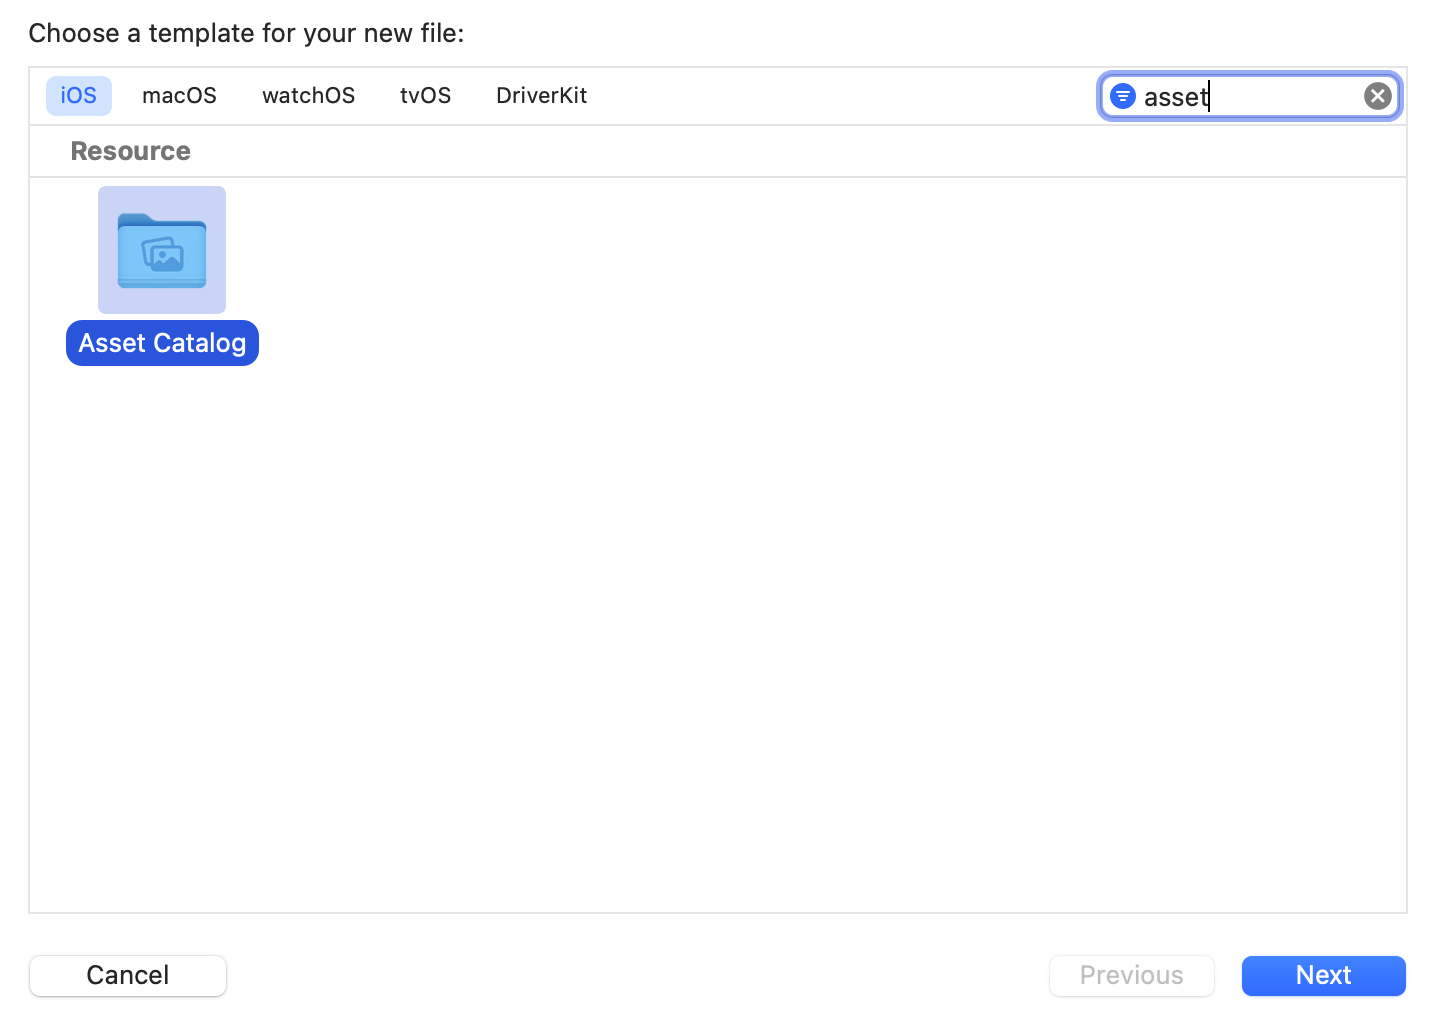 Choose a template for your new file:
iOS macOS watchOS tvOS DriverKit asset
Resource
Asset Catalog
Cancel Previous Next